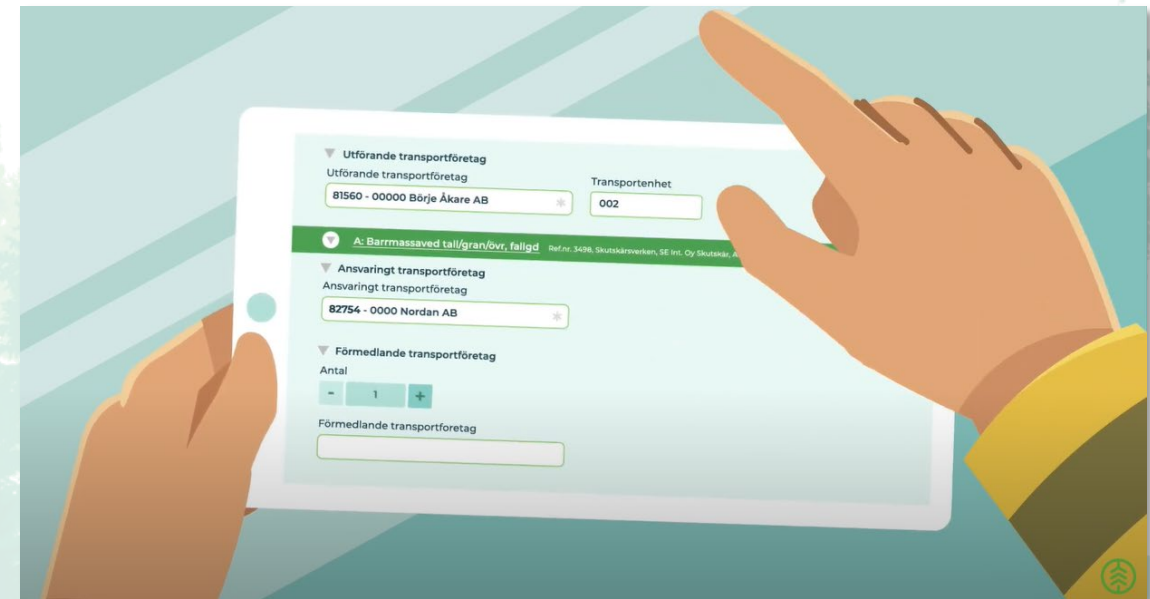 Utförande transportföretag
Utförande transportföretag
Transportenhet
81560 - 00000 Börje Åkare AB
002
A: Barrmassaved tall/gran/övr, fallgd Ref.nr. 3498, Skutskärsverken, SE Int. Oy Skutskär, A
Ansvaringt transportföretag
Ansvaringt transportföretag
82754 - 0000 Nordan AB
Förmedlande transportföretag
Antal
- 1 +
Förmedlande transportforetag